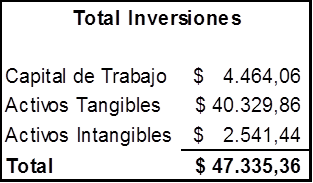 Total Inversiones
Capital de Trabajo $ 4.464,06
Activos Tangibles $ 40.329,86
Activos Intangibles $ 2.541,44
Total $ 47.335,36